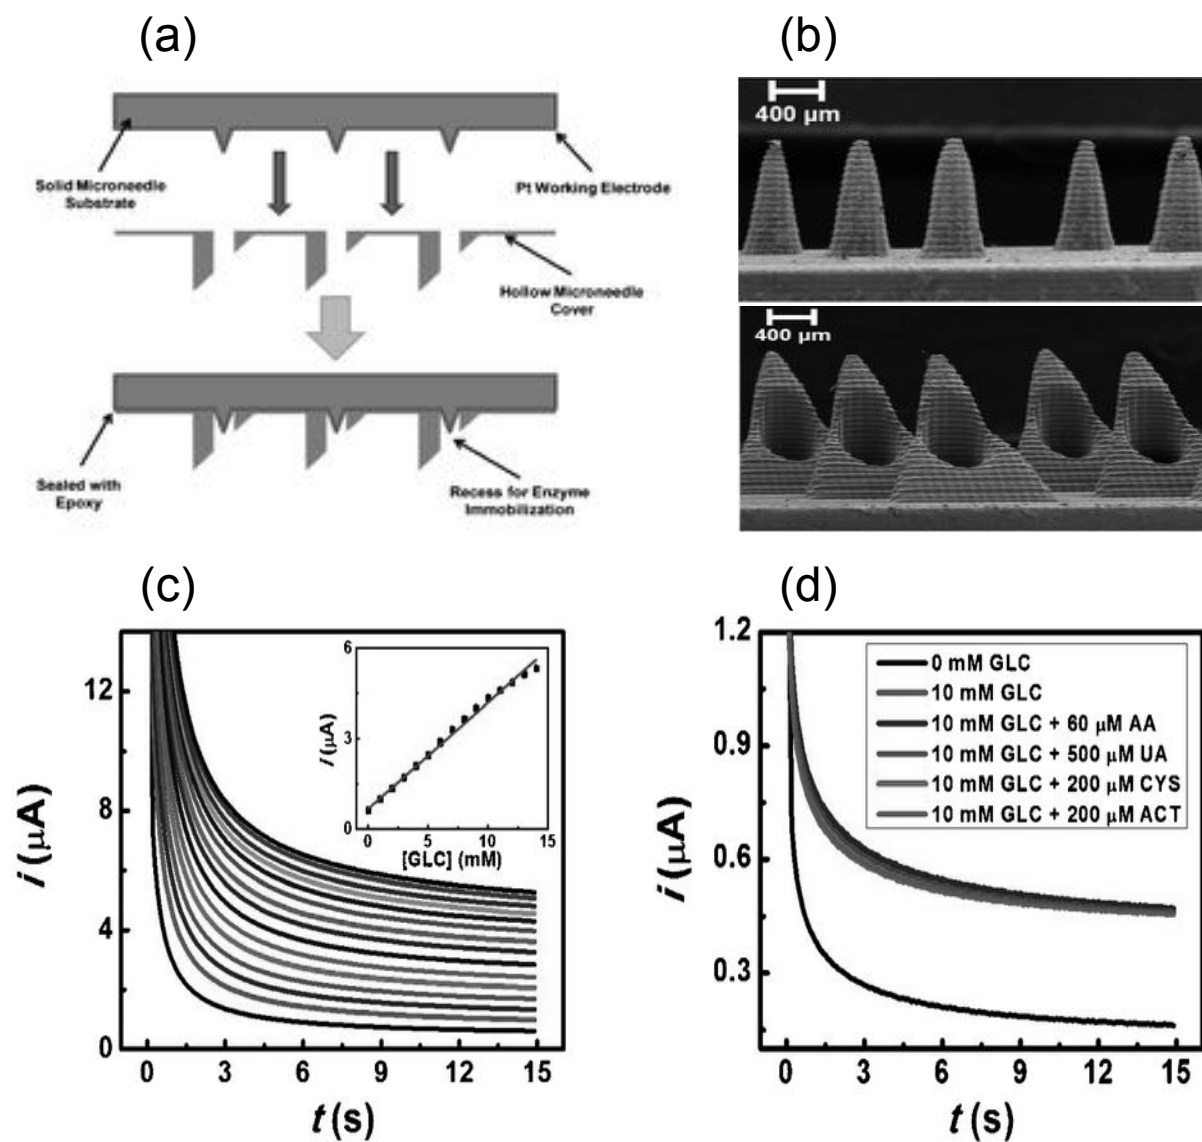 (a)
Solid Microneedle
Substrate
Pt Working Electrode
Hollow Microneedle
Cover
Sealed with
Epoxy
Recess for Enzyme
Immobilization
(b)
400 µm
400 µm
(c)
i (µA)
12
8
4
0
0 3 6 9 12 15
t (s)
i (µA)
6
3
0
0 5 10 15
[GLC] (mM)
(d)
i (µA)
1.2
0.9
0.6
0.3
0 3 6 9 12 15
t (s)
0 mM GLC
10 mM GLC
10 mM GLC + 60 µM AA
10 mM GLC + 500 µM UA
10 mM GLC + 200 µM CYS
10 mM GLC + 200 µM ACT